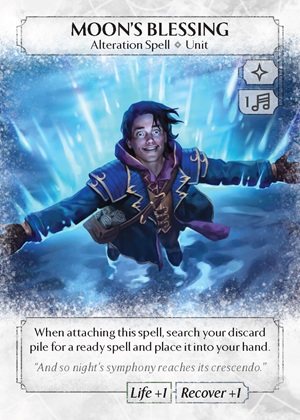 MOON'S BLESSING
Alteration Spell ◆ Unit
1
When attaching this spell, search your discard
pile for a ready spell and place it into your hand.
"And so night's symphony reaches its crescendo."
Life +1 Recover +1